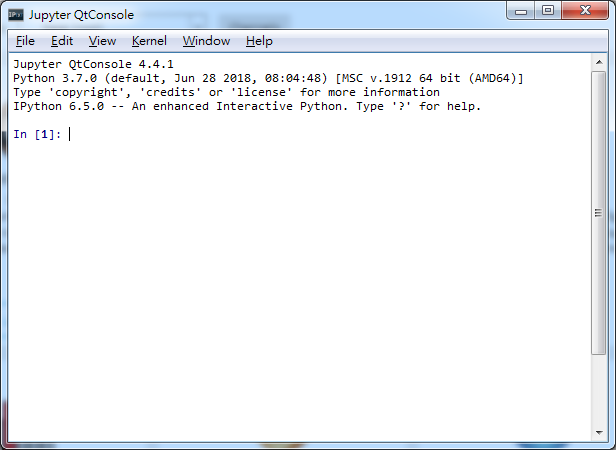 Jupyter QtConsole
File Edit View Kernel Window Help
Jupyter QtConsole 4.4.1
Python 3.7.0 (default, Jun 28 2018, 08:04:48) [MSC v.1912 64 bit (AMD64)]
Type 'copyright', 'credits' or 'license' for more information
IPython 6.5.0 -- An enhanced Interactive Python. Type '?' for help.
In [1]: